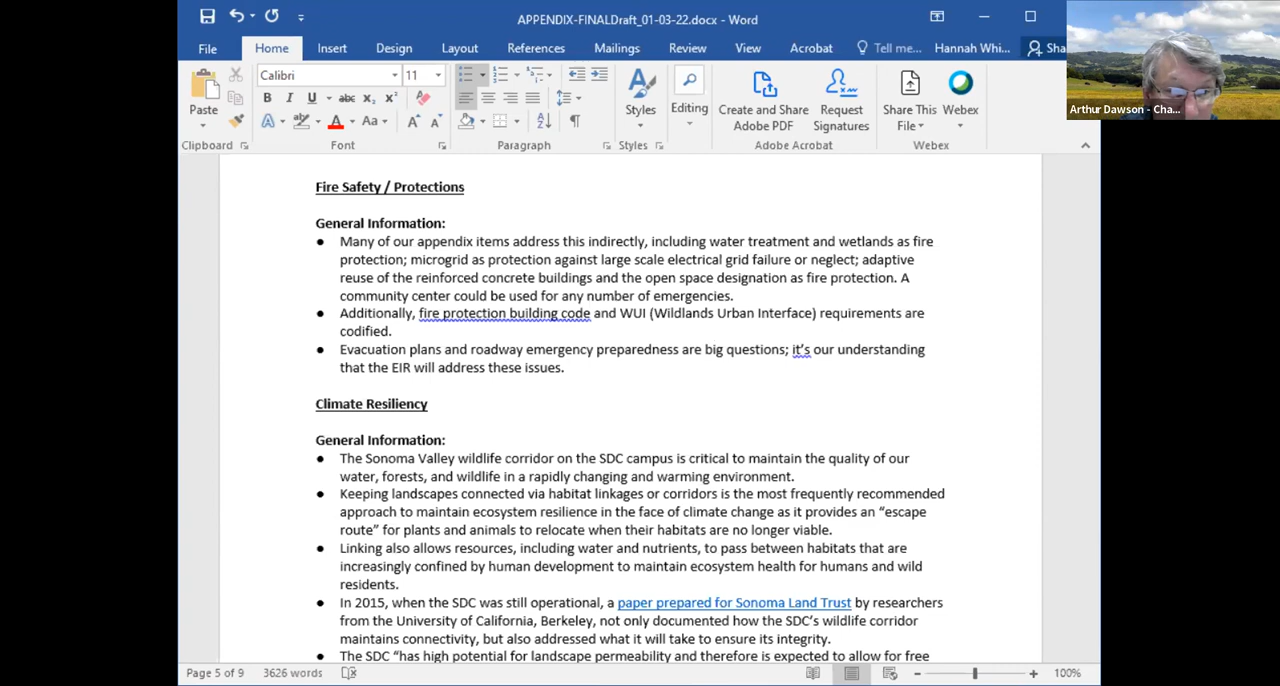 APPENDIX-FINALDraft_01-03-22.docx - Word
File Home Insert Design Layout References Mailings Review View Acrobat Tell me... Hannah Whi... Sha
Arthur Dawson - Cha...
Calibri 11
Paste
Styles
Editing
Create and Share
Adobe PDF
Request
Signatures
Share This
File
Webex
Clipboard Font Paragraph Styles Adobe Acrobat Webex
Fire Safety / Protections
General Information:
● Many of our appendix items address this indirectly, including water treatment and wetlands as fire
protection; microgrid as protection against large scale electrical grid failure or neglect; adaptive
reuse of the reinforced concrete buildings and the open space designation as fire protection. A
community center could be used for any number of emergencies.
● Additionally, fire protection building code and WUI (Wildlands Urban Interface) requirements are
codified.
● Evacuation plans and roadway emergency preparedness are big questions; it's our understanding
that the EIR will address these issues.
Climate Resiliency
General Information:
● The Sonoma Valley wildlife corridor on the SDC campus is critical to maintain the quality of our
water, forests, and wildlife in a rapidly changing and warming environment.
● Keeping landscapes connected via habitat linkages or corridors is the most frequently recommended
approach to maintain ecosystem resilience in the face of climate change as it provides an “escape
route” for plants and animals to relocate when their habitats are no longer viable.
● Linking also allows resources, including water and nutrients, to pass between habitats that are
increasingly confined by human development to maintain ecosystem health for humans and wild
residents.
● In 2015, when the SDC was still operational, a paper prepared for Sonoma Land Trust by researchers
from the University of California, Berkeley, not only documented how the SDC's wildlife corridor
maintains connectivity, but also addressed what it will take to ensure its integrity.
● The SDC “has high potential for landscape permeability and therefore is expected to allow for free
Page 5 of 9 3626 words 100%